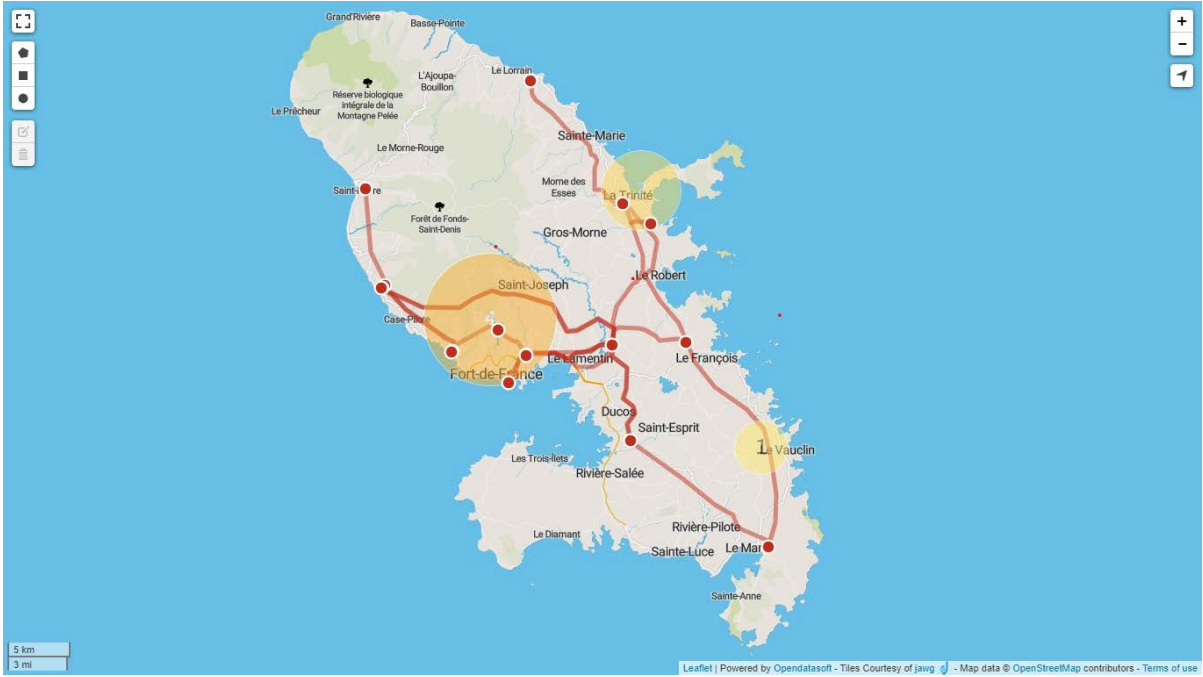 Grand'Rivière
Basse-Pointe
Le Lorrain
L'Ajoupa-
Bouillon
Réserve biologique
intégrale de la
Montagne Pelée
Le Prêcheur
Sainte-Marie
Le Morne-Rouge
Morne des
Esses
La Trinité
Forêt de Fonds-
Saint-Denis
Gros-Morne
Le Robert
Saint-Joseph
Case-Pilote
Le Lamentin
Le François
Fort-de-France
Ducos
Saint-Esprit
1
Le Vauclin
Les Trois-Îlets
Rivière-Salée
Rivière-Pilote
Le Diamant
Sainte-Luce
Sainte-Anne
+
−
5 km
3 mi
Leaflet | Powered by Opendatasoft - Tiles Courtesy of jawg - Map data © OpenStreetMap contributors - Terms of use